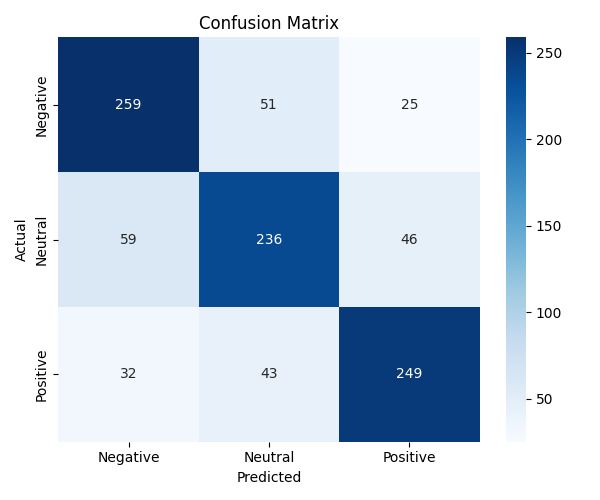 Confusion Matrix
Negative 259 51 25
Neutral 59 236 46
Positive 32 43 249
Negative Neutral Positive
Predicted
Actual
250
200
150
100
50